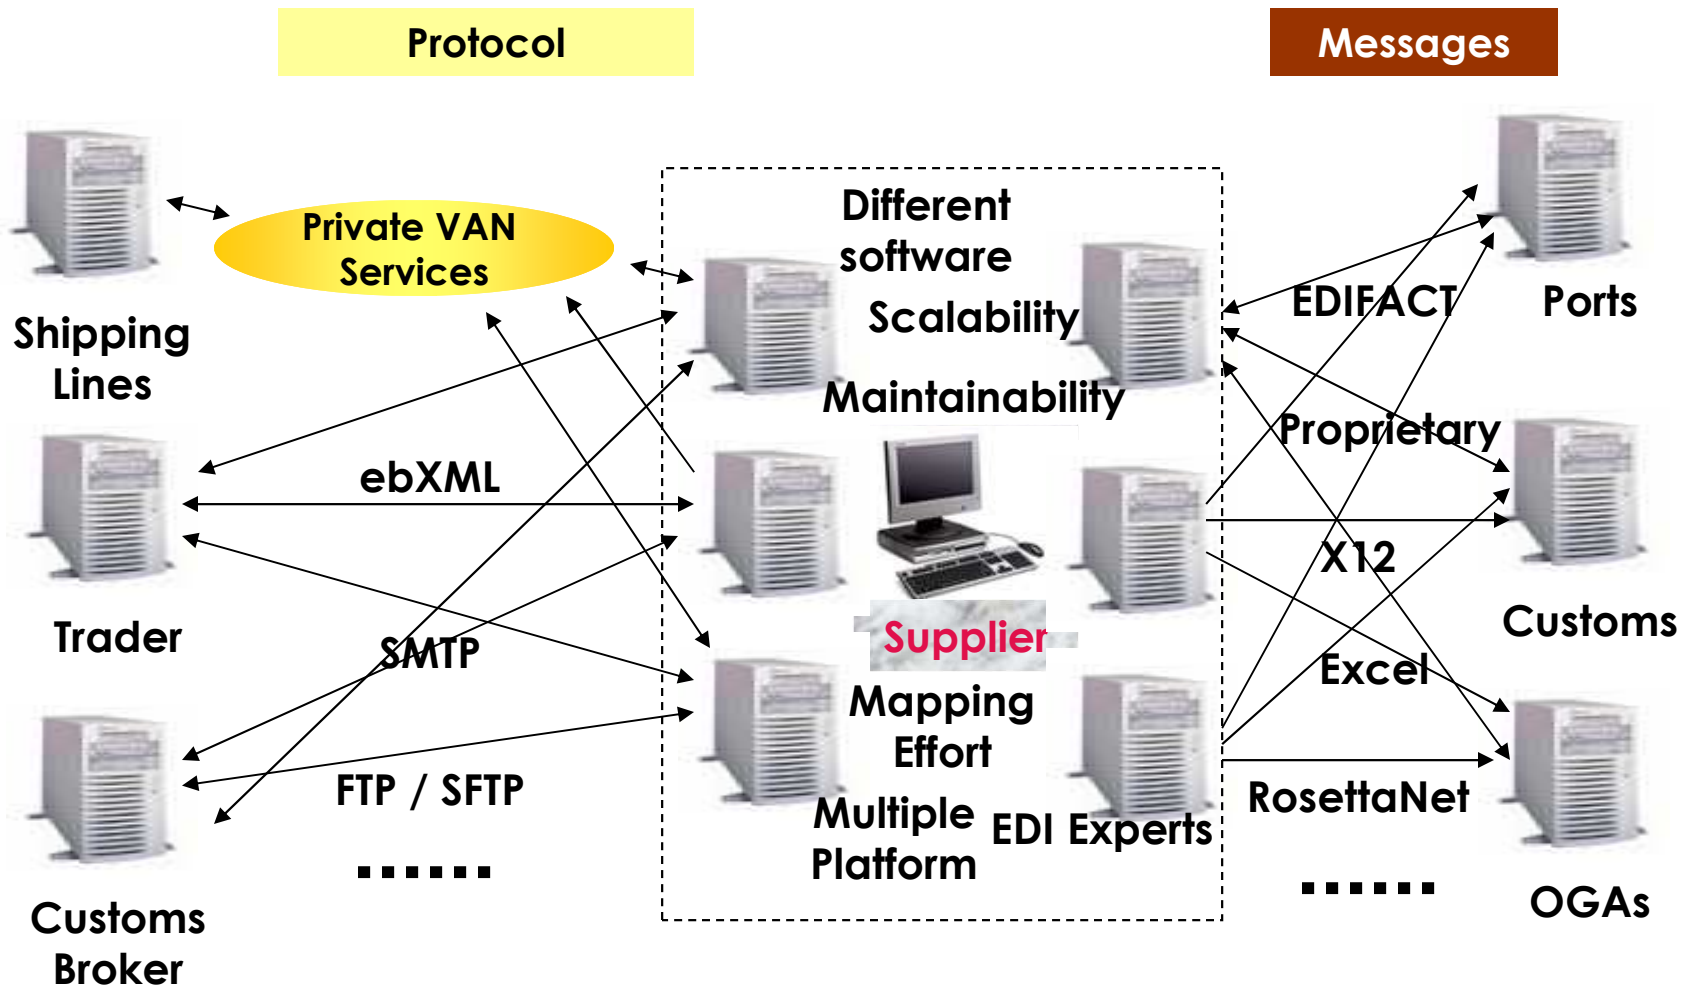 Protocol
Messages
Private VAN
Services
Shipping
Lines
Trader
Customs
Broker
ebXML
SMTP
FTP / SFTP
......
Different
software
Scalability
Maintainability
Supplier
Mapping
Effort
Multiple
Platform
EDI Experts
EDIFACT
Proprietary
X12
Excel
RosettaNet
......
Ports
Customs
OGAs